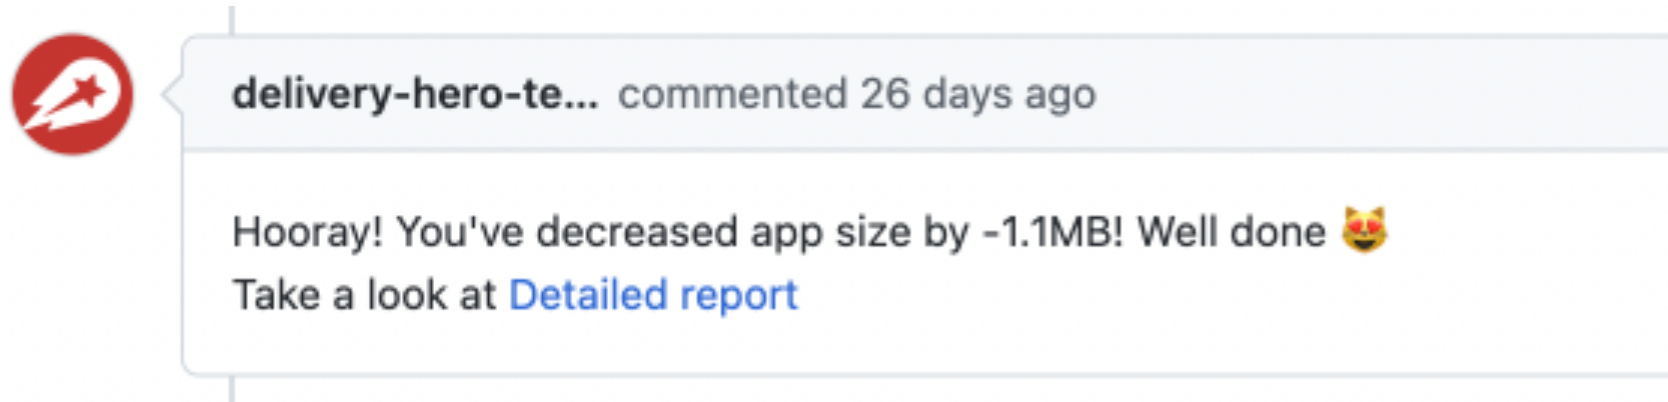 delivery-hero-te... commented 26 days ago
Hooray! You've decreased app size by -1.1MB! Well done 😻
Take a look at Detailed report